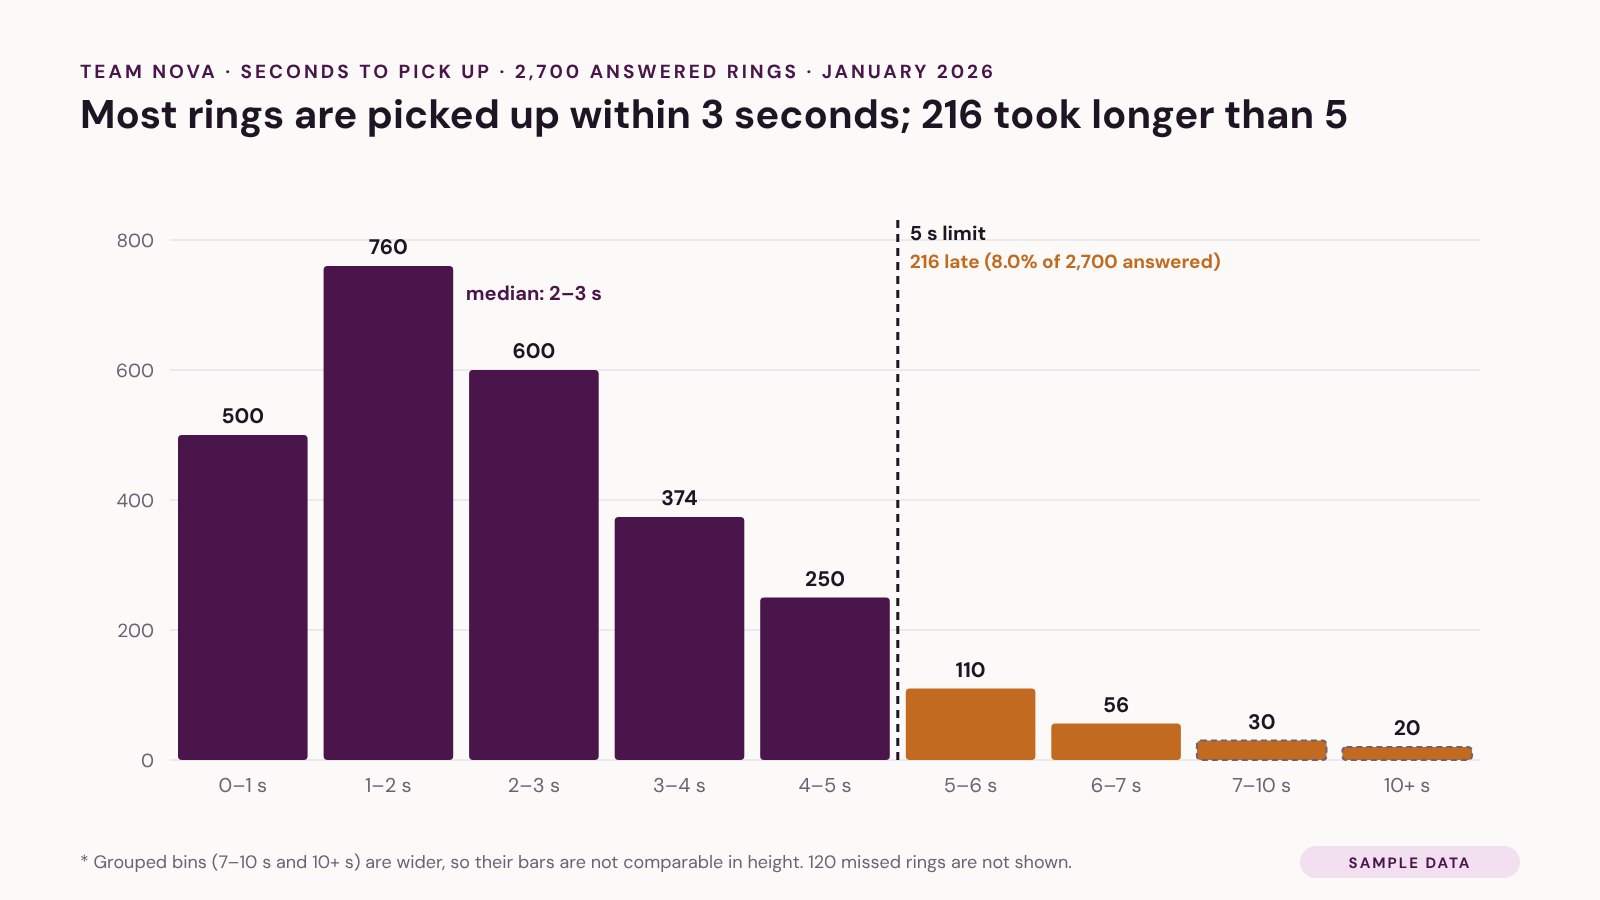 TEAM NOVA · SECONDS TO PICK UP · 2,700 ANSWERED RINGS · JANUARY 2026
Most rings are picked up within 3 seconds; 216 took longer than 5
800
760
5 s limit
216 late (8.0% of 2,700 answered)
median: 2–3 s
600
600
500
400
374
250
200
110
56
30
20
0
0–1 s
1–2 s
2–3 s
3–4 s
4–5 s
5–6 s
6–7 s
7–10 s
10+ s
* Grouped bins (7–10 s and 10+ s) are wider, so their bars are not comparable in height. 120 missed rings are not shown.
SAMPLE DATA